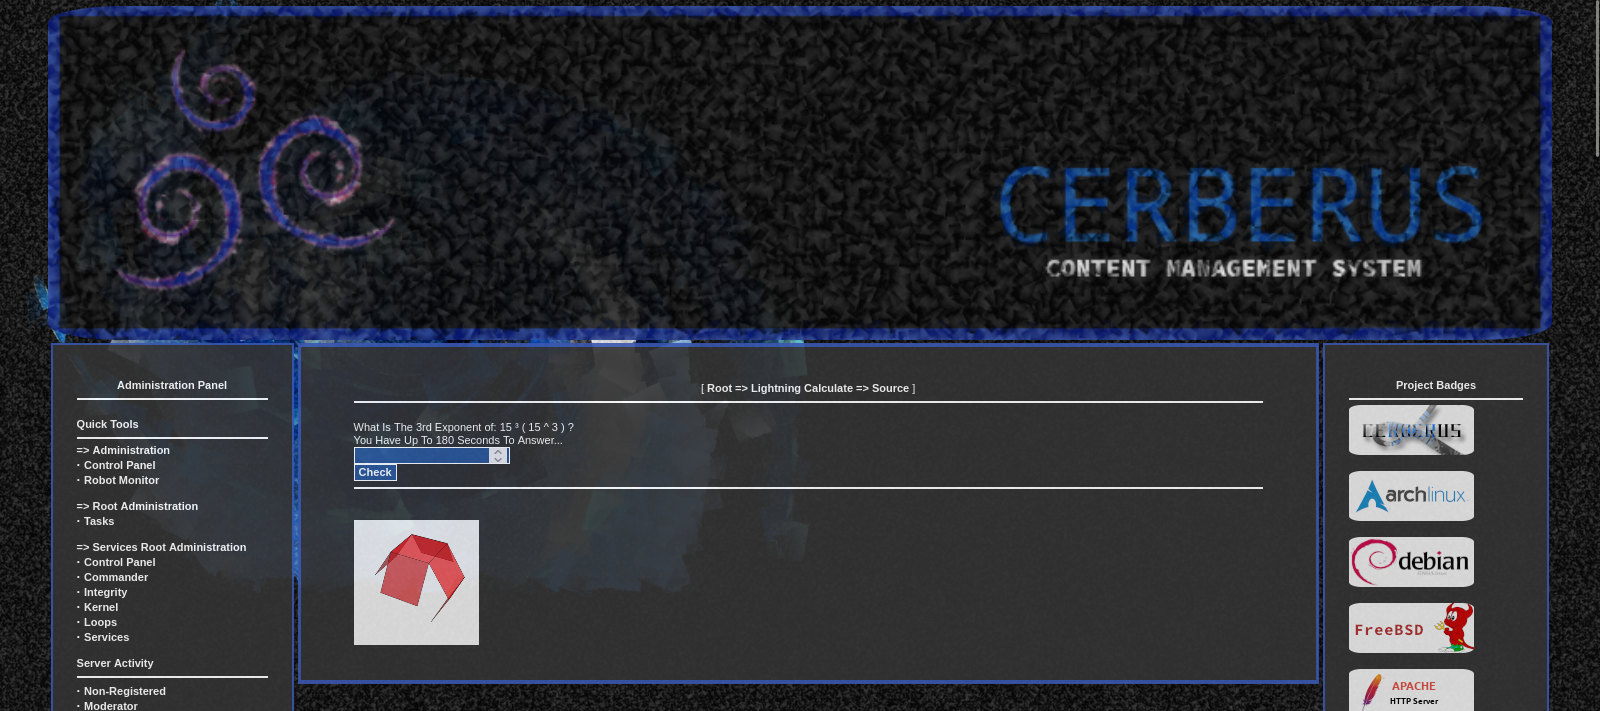 CERBERUS
CONTENT MANAGEMENT SYSTEM
Administration Panel
Quick Tools
=> Administration
· Control Panel
· Robot Monitor
=> Root Administration
· Tasks
=> Services Root Administration
· Control Panel
· Commander
· Integrity
· Kernel
· Loops
· Services
Server Activity
· Non-Registered
· Moderator
[ Root => Lightning Calculate => Source ]
What Is The 3rd Exponent of: 15 ³ ( 15 ^ 3 ) ?
You Have Up To 180 Seconds To Answer...
Check
Project Badges
CERBERUS
archlinux
debian
FreeBSD
APACHE
HTTP Server